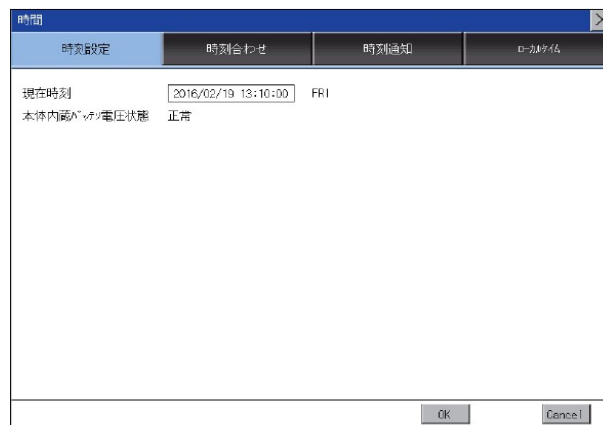 時間
時刻設定 時刻合わせ 時刻通知 ﾛｰｶﾙﾀｲﾑ
現在時刻 2016/02/19 13:10:00 FRI
本体内蔵ﾊﾞｯﾃﾘ電圧状態 正常
OK Cancel